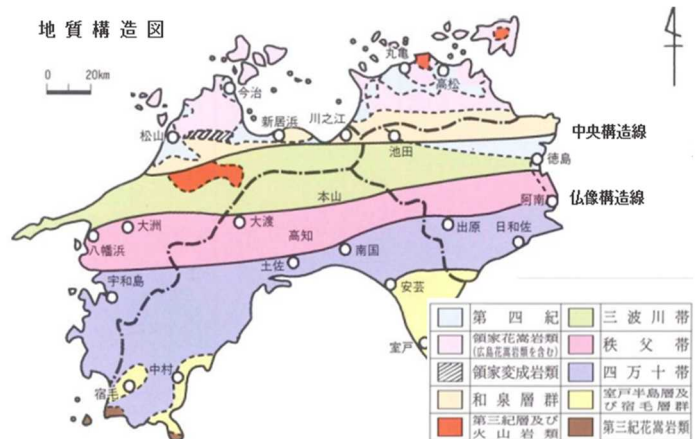 地質構造図
0 20km
丸亀
高松
今治
新居浜
川之江
松山
池田
中央構造線
徳島
本山
阿南
仏像構造線
大洲
大渡
出原
日和佐
八幡浜
高知
南国
土佐
宇和島
安芸
室戸
中村
宿毛
第四紀
三波川帯
領家花嵩岩類
(広島花嵩岩類を含む)
秩父帯
領家変成岩類
四万十帯
和泉層群
室戸半島層及
び宿毛層群
第三紀層及び
火山岩類
第三紀花嵩岩類